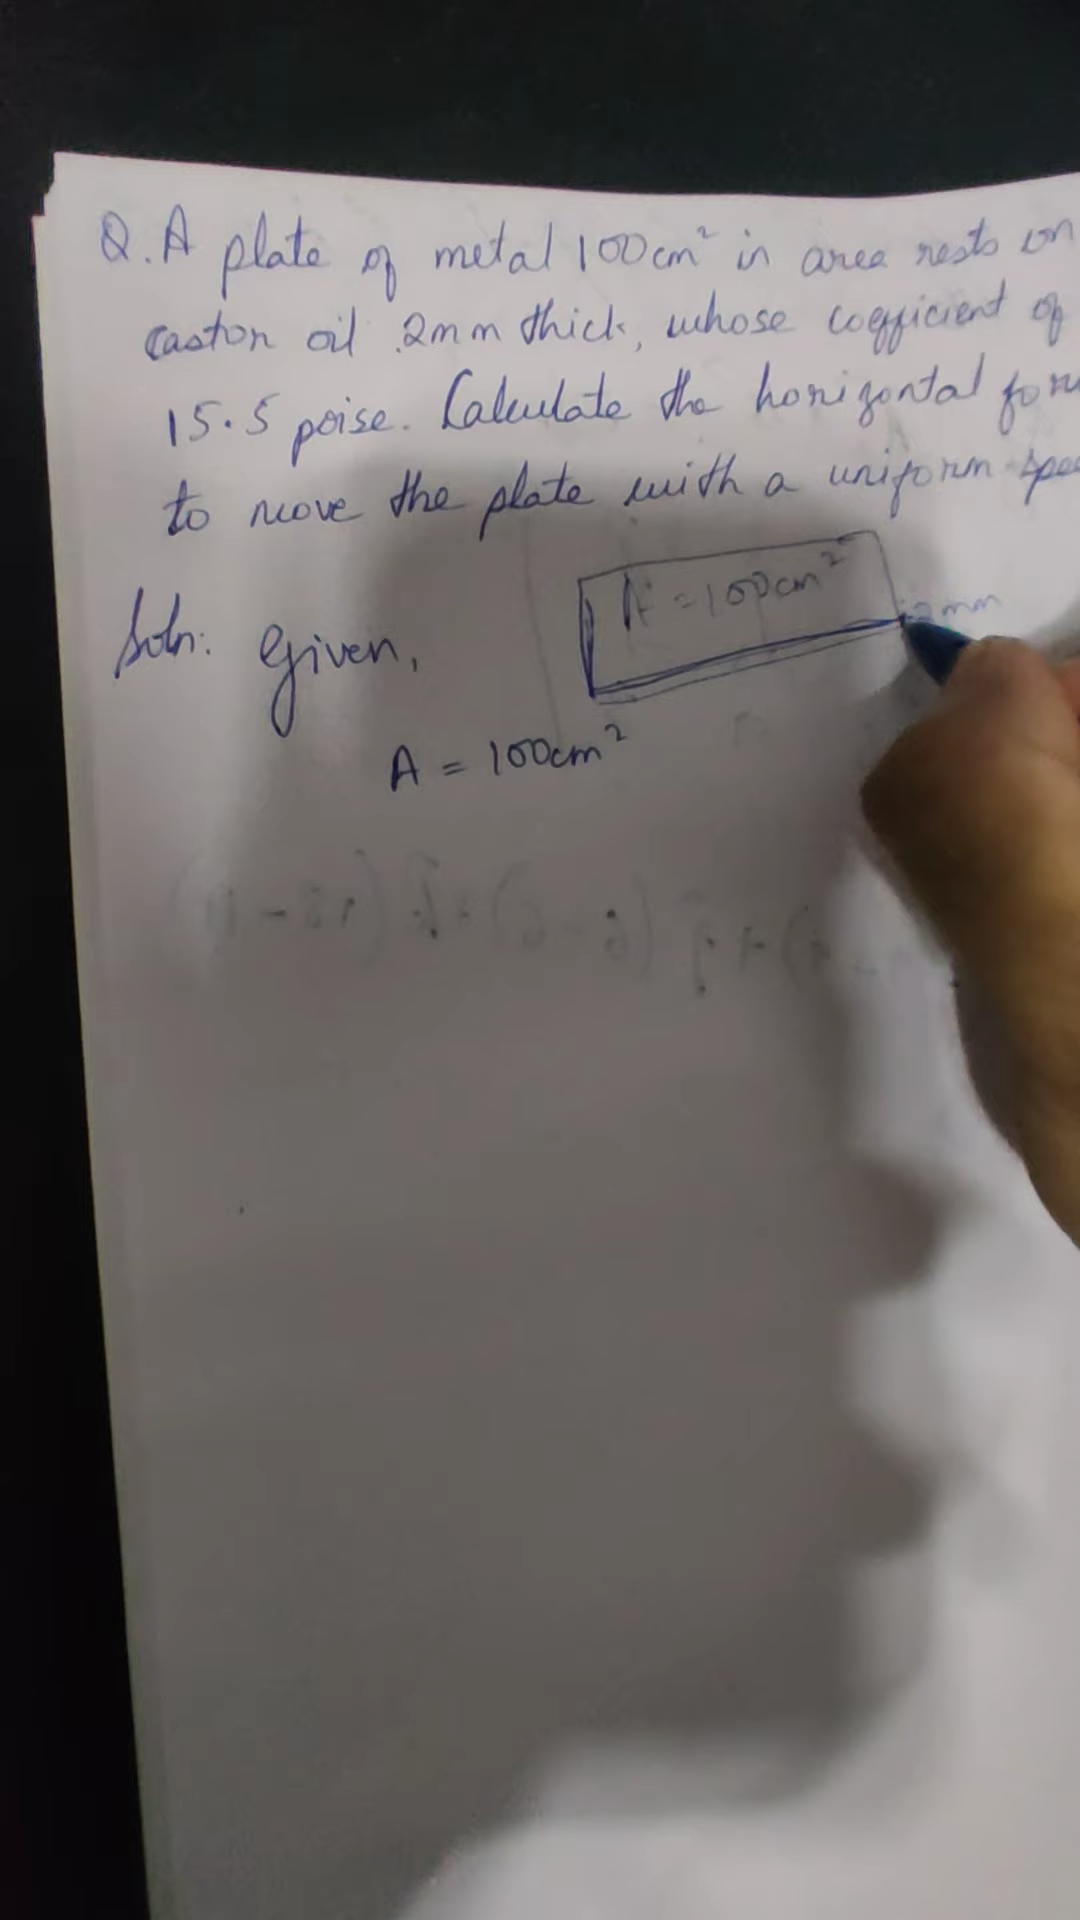 Q. A plate of metal 100cm² in area rests on
castor oil 2mm thick, whose coefficient of
15.5 poise. Calculate the horizontal
to move the plate with a uniform
A = 100cm²
2mm
Soln: Given,
A = 100cm²